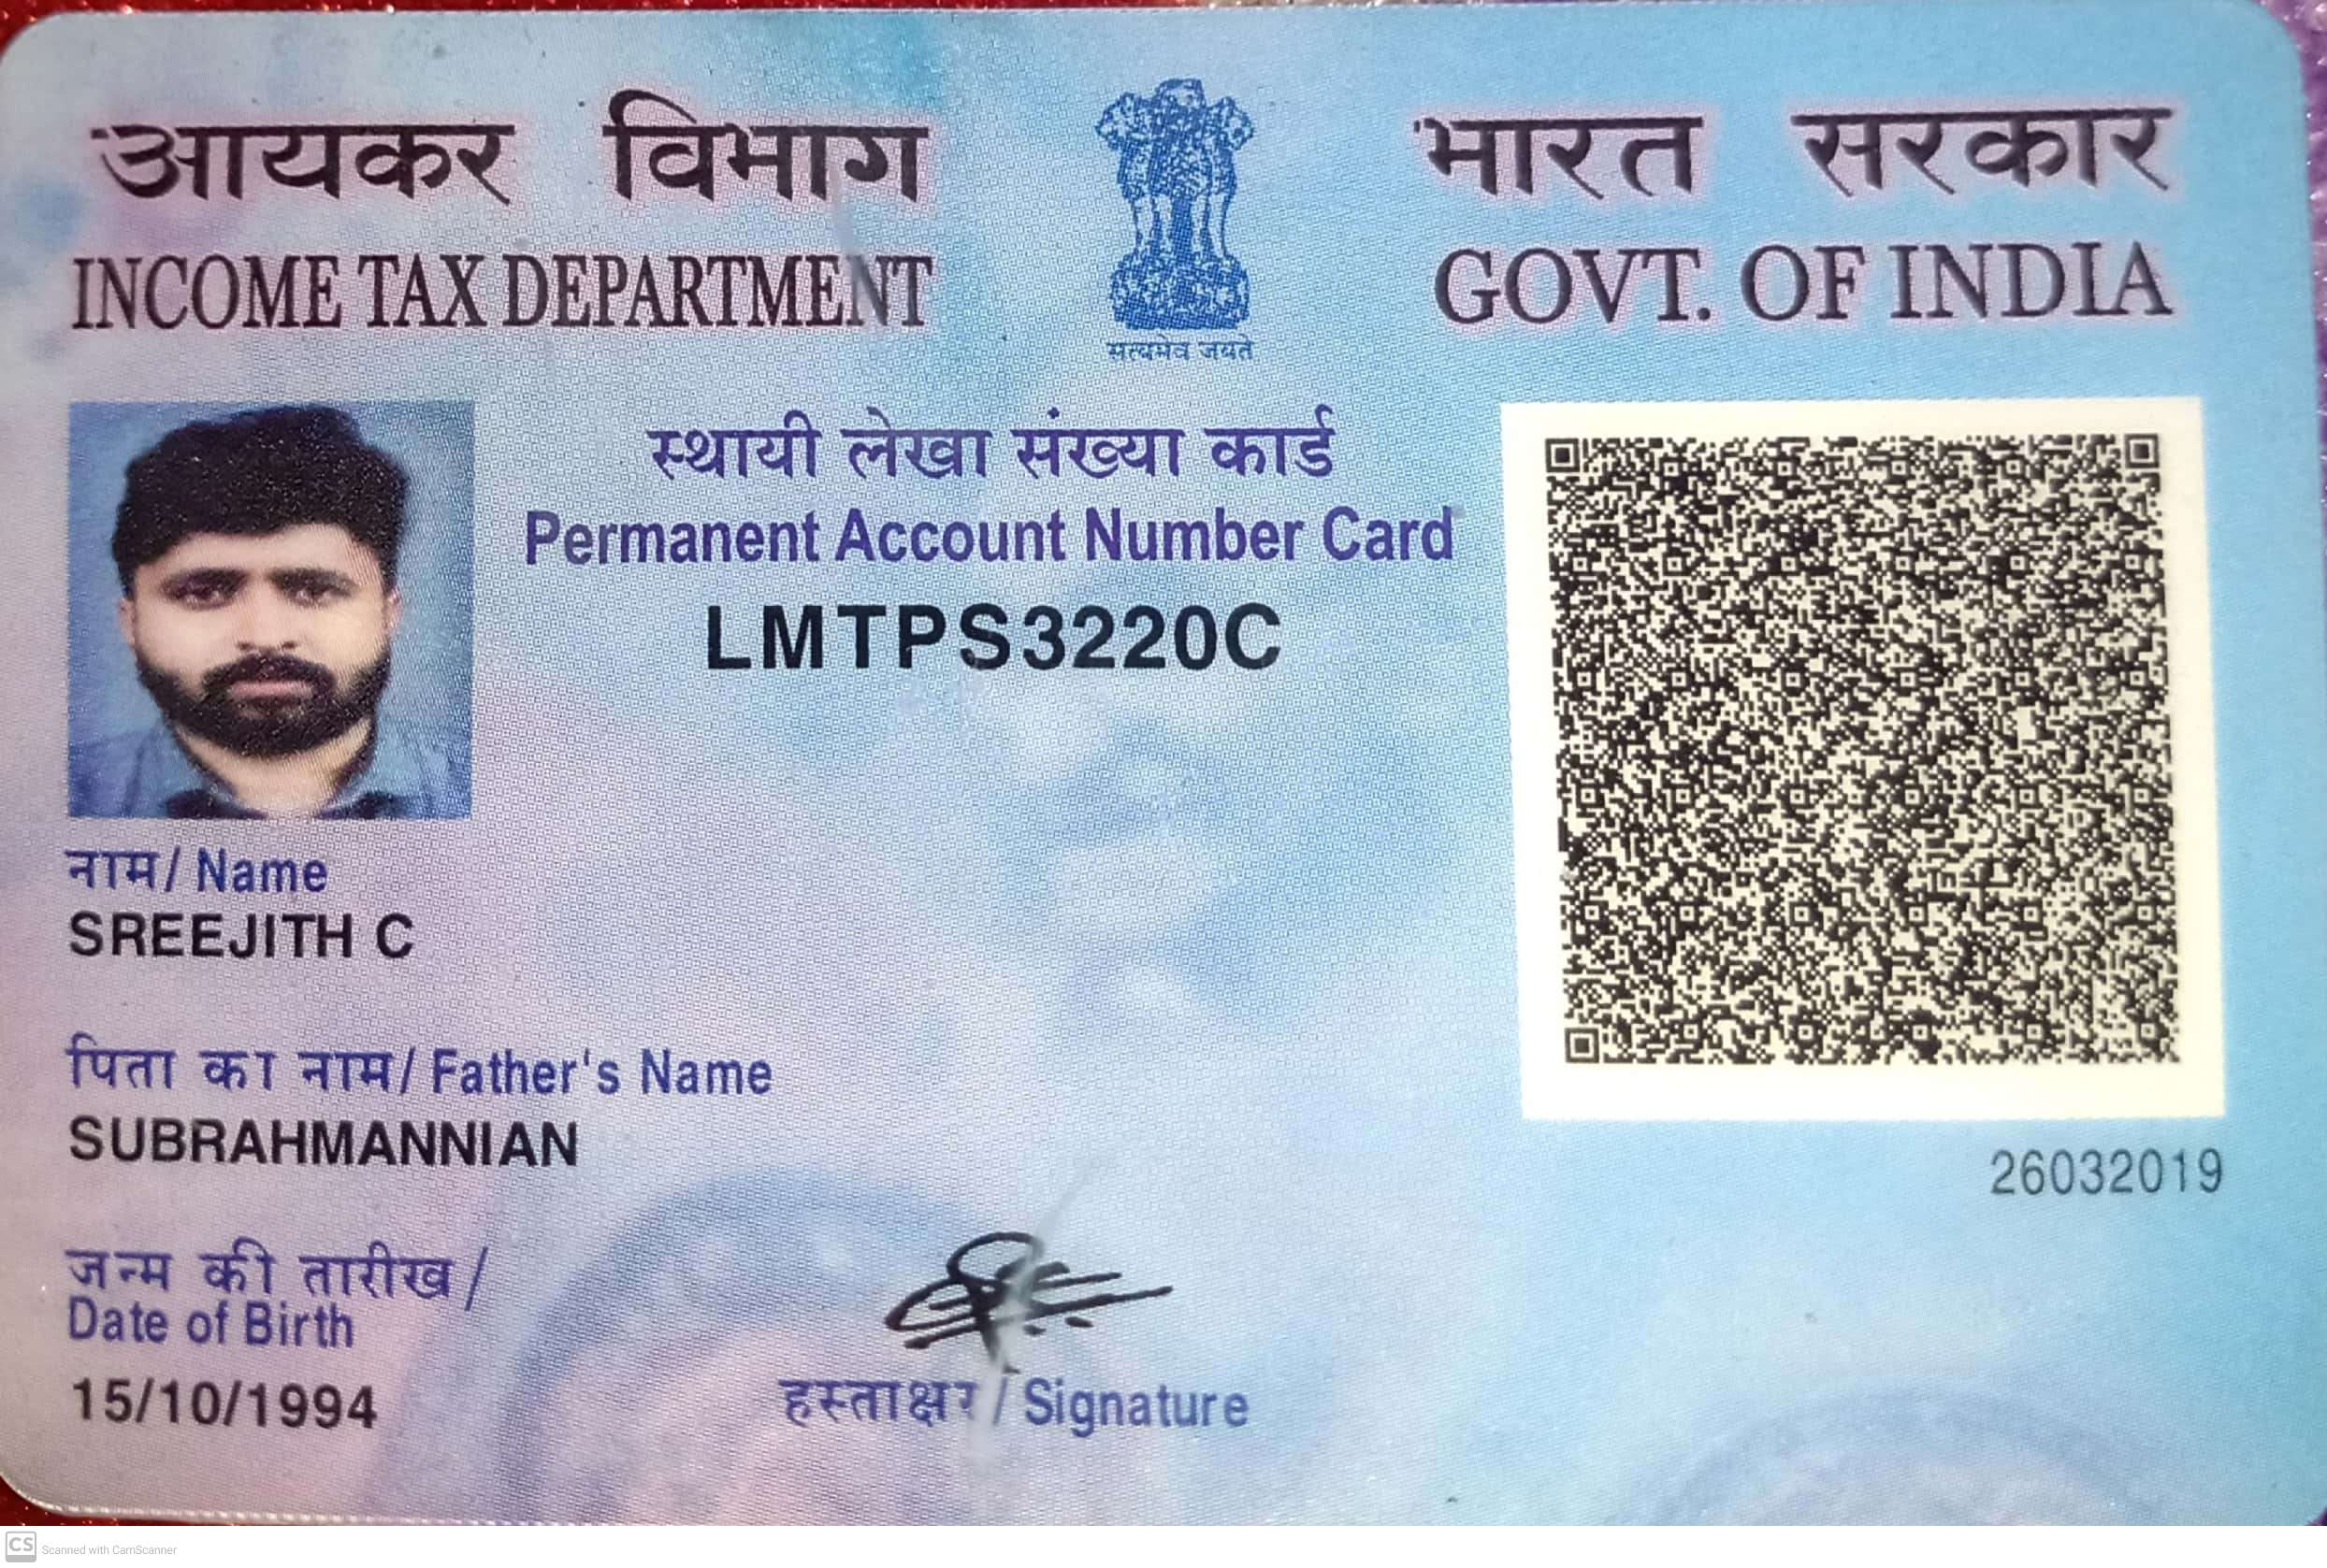 आयकर विभाग
INCOME TAX DEPARTMENT
सत्यमेव जयते
भारत सरकार
GOVT. OF INDIA
स्थायी लेखा संख्या कार्ड
Permanent Account Number Card
LMTPS3220C
नाम/ Name
SREEJITH C
पिता का नाम/ Father's Name
SUBRAHMANNIAN
26032019
जन्म की तारीख/
Date of Birth
15/10/1994
हस्ताक्षर / Signature
CS Scanned with CamScanner